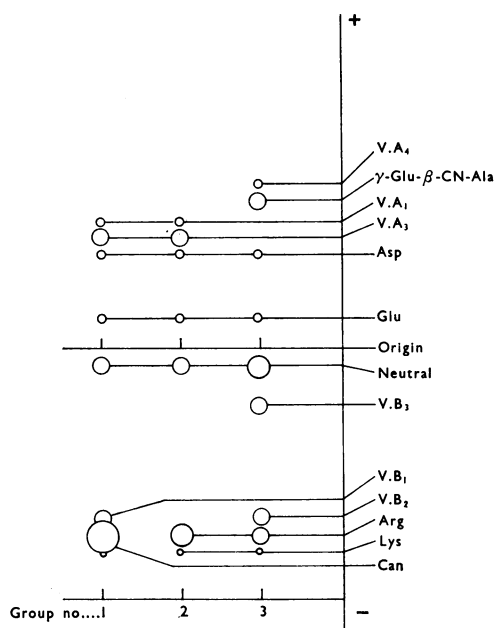 +
V.A₄
γ-Glu-β-CN-Ala
V.A₁
V.A₃
Asp
Glu
Origin
Neutral
V.B₃
V.B₁
V.B₂
Arg
Lys
Can
Group no.... 1 2 3 −